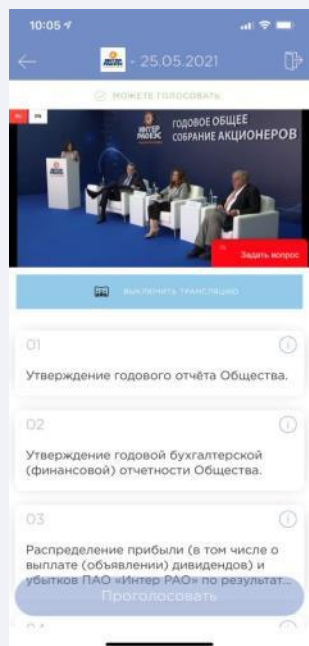 10:05
- 25.05.2021
МОЖЕТЕ ГОЛОСОВАТЬ
RU EN
ИНТЕР
РАО ЕЭС
ГОДОВОЕ ОБЩЕЕ
СОБРАНИЕ АКЦИОНЕРОВ
Задать вопрос
ВЫКЛЮЧИТЬ ТРАНСЛЯЦИЮ
01
Утверждение годового отчёта Общества.
02
Утверждение годовой бухгалтерской
(финансовой) отчетности Общества.
03
Распределение прибыли (в том числе о
выплате (объявлении) дивидендов) и
убытков ПАО «Интер РАО» по результат...
Проголосовать
04